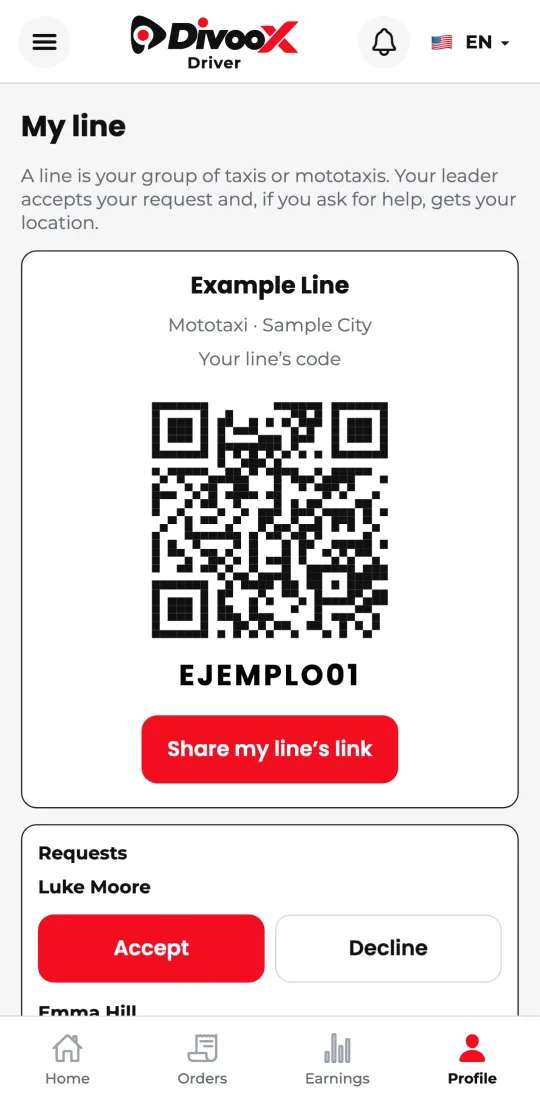 DivooX
Driver
EN
My line
A line is your group of taxis or mototaxis. Your leader
accepts your request and, if you ask for help, gets your
location.
Example Line
Mototaxi · Sample City
Your line’s code
EJEMPLO01
Share my line’s link
Requests
Luke Moore
Accept
Decline
Emma Hill
Home
Orders
Earnings
Profile